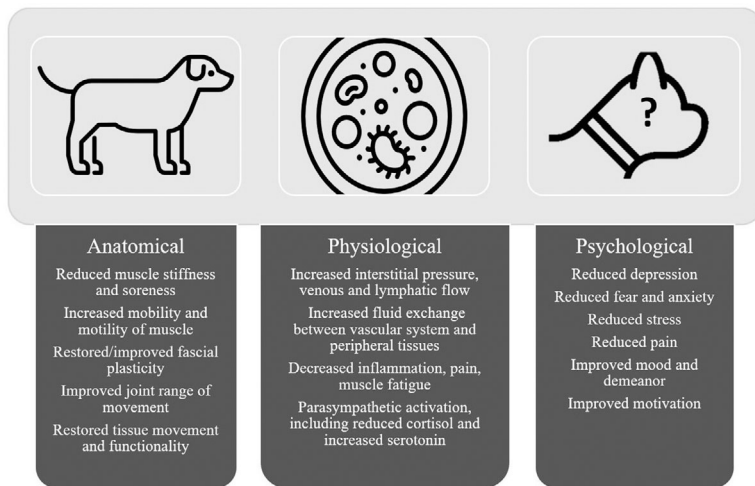 ?
Anatomical
Reduced muscle stiffness
and soreness
Increased mobility and
motility of muscle
Restored/improved fascial
plasticity
Improved joint range of
movement
Restored tissue movement
and functionality
Physiological
Increased interstitial pressure,
venous and lymphatic flow
Increased fluid exchange
between vascular system and
peripheral tissues
Decreased inflammation, pain,
muscle fatigue
Parasympathetic activation,
including reduced cortisol and
increased serotonin
Psychological
Reduced depression
Reduced fear and anxiety
Reduced stress
Reduced pain
Improved mood and
demeanor
Improved motivation